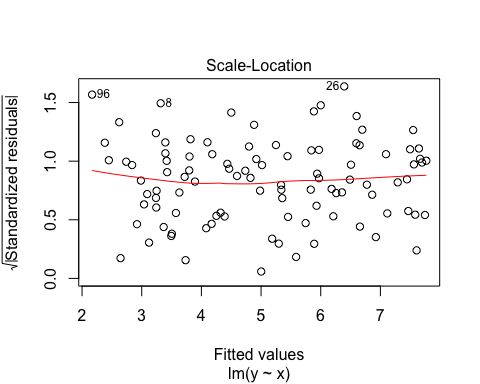 Scale-Location
√|Standardized residuals|
1.5
1.0
0.5
0.0
96
8
26
2 3 4 5 6 7
Fitted values
lm(y ~ x)